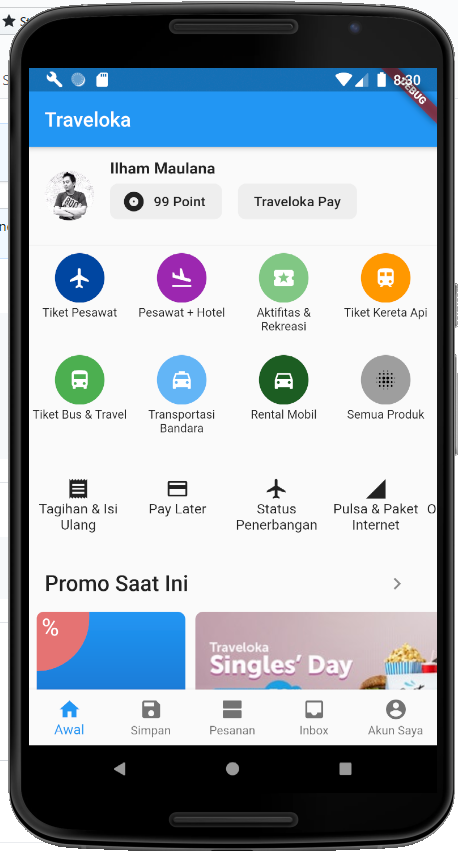 8:30
DEBUG
Traveloka
Ilham Maulana
99 Point
Traveloka Pay
Tiket Pesawat
Pesawat + Hotel
Aktifitas &
Rekreasi
Tiket Kereta Api
Tiket Bus & Travel
Transportasi
Bandara
Rental Mobil
Semua Produk
Tagihan & Isi
Ulang
Pay Later
Status
Penerbangan
Pulsa & Paket
Internet
O
Promo Saat Ini
%
Traveloka
Singles' Day
Awal
Simpan
Pesanan
Inbox
Akun Saya